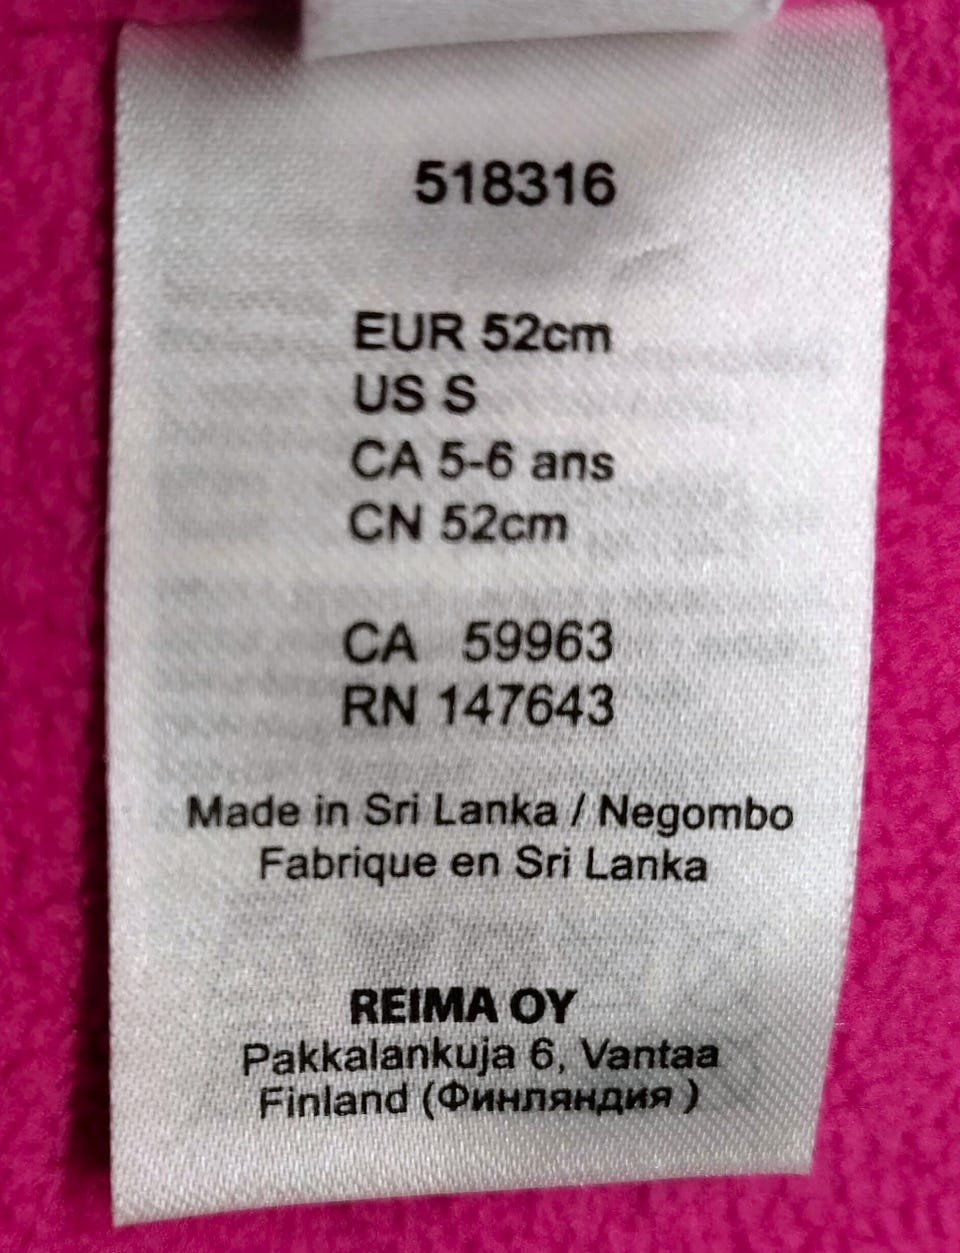 518316
EUR 52cm
US S
CA 5-6 ans
CN 52cm
CA 59963
RN 147643
Made in Sri Lanka / Negombo
Fabrique en Sri Lanka
REIMA OY
Pakkalankuja 6, Vantaa
Finland (Финляндия )